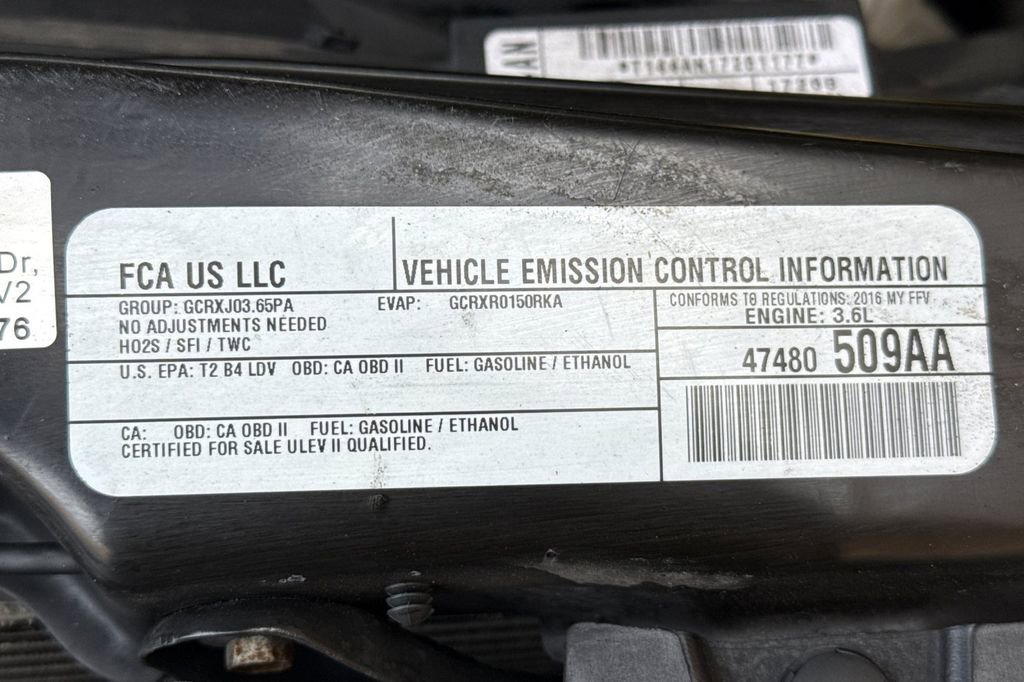 AN
*TT44AN17261177*
Dr,
V2
76
FCA US LLC
VEHICLE EMISSION CONTROL INFORMATION
GROUP: GCRXJ03.65PA EVAP: GCRXR0150RKA
NO ADJUSTMENTS NEEDED
HO2S / SFI / TWC
CONFORMS TO REGULATIONS: 2016 MY FFV
ENGINE: 3.6L
47480 509AA
U.S. EPA: T2 B4 LDV OBD: CA OBD II FUEL: GASOLINE / ETHANOL
CA: OBD: CA OBD II FUEL: GASOLINE / ETHANOL
CERTIFIED FOR SALE ULEV II QUALIFIED.